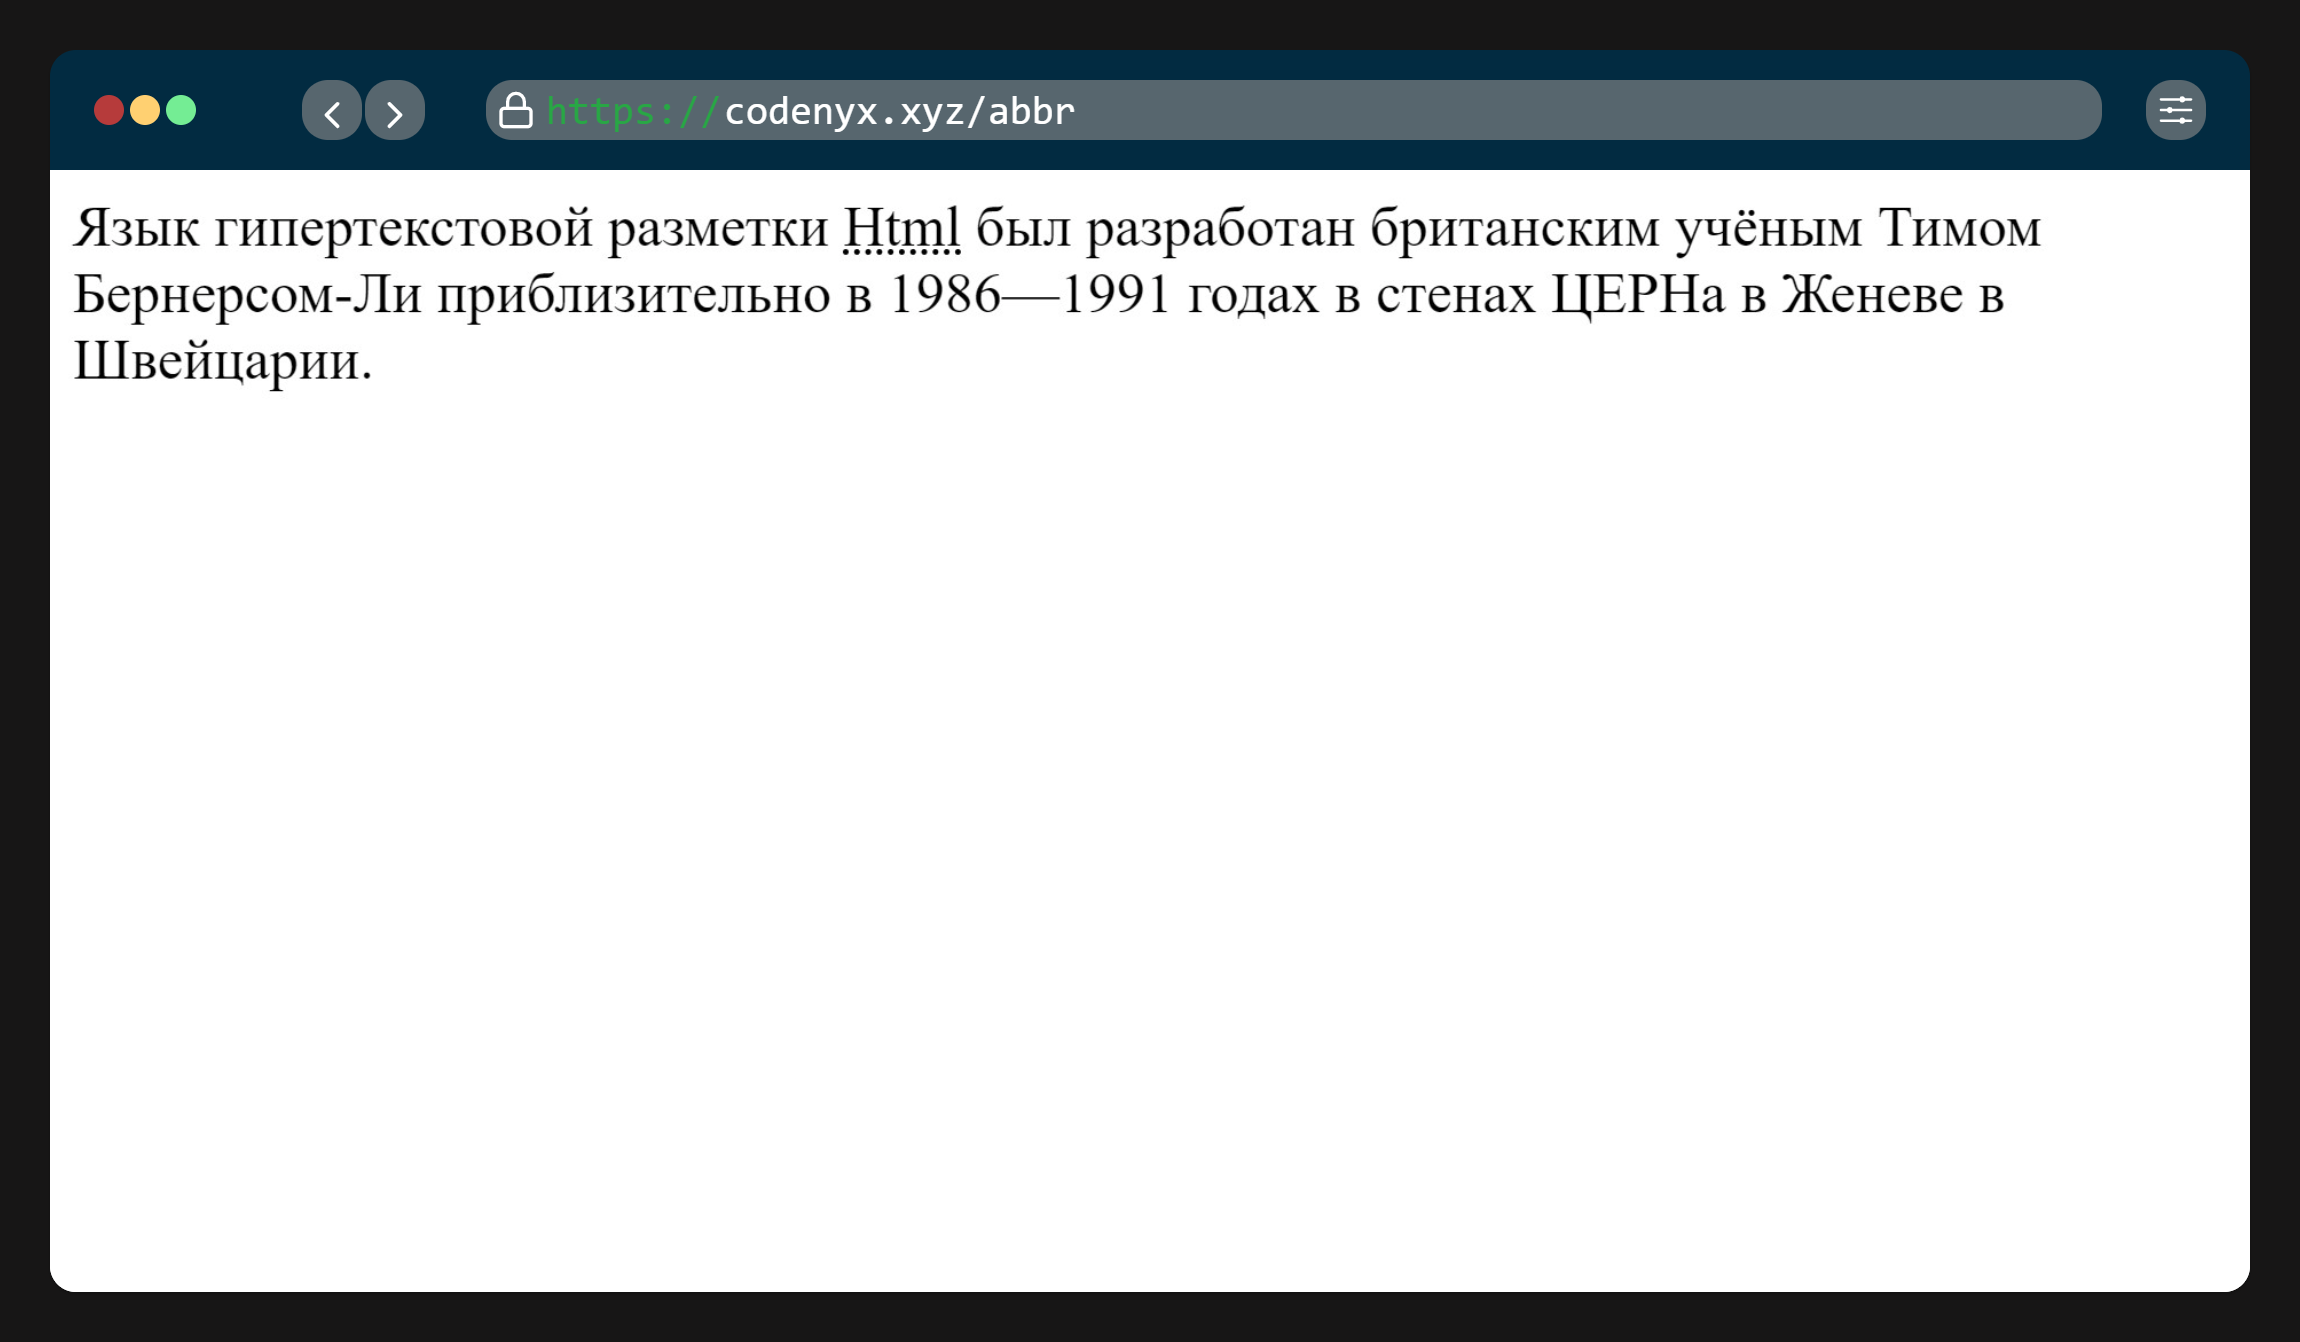 https://codenyx.xyz/abbr
Язык гипертекстовой разметки Html был разработан британским учёным Тимом
Бернерсом-Ли приблизительно в 1986—1991 годах в стенах ЦЕРНа в Женеве в
Швейцарии.